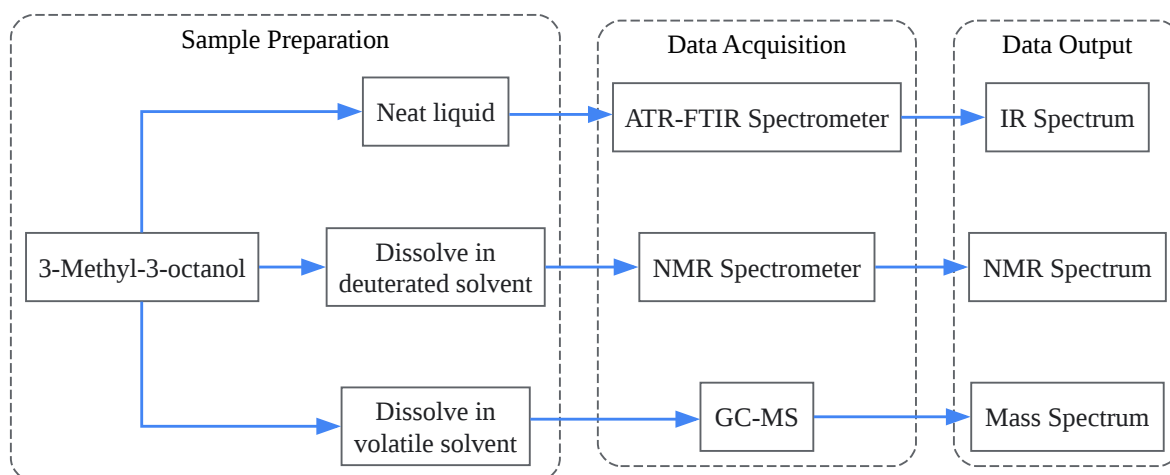 Sample Preparation
Data Acquisition
Data Output
Neat liquid
ATR-FTIR Spectrometer
IR Spectrum
3-Methyl-3-octanol
Dissolve in
deuterated solvent
NMR Spectrometer
NMR Spectrum
Dissolve in
volatile solvent
GC-MS
Mass Spectrum